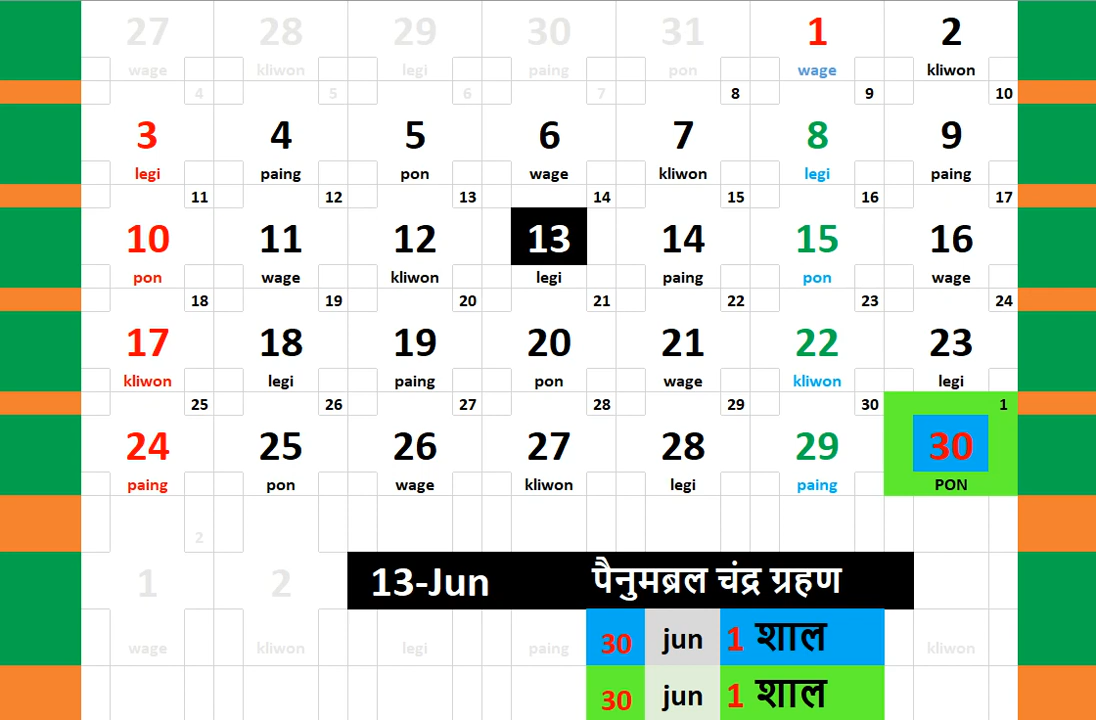 27 28 29 30 31 1 2
wage kliwon legi paing pon wage kliwon
4 5 6 7 8 9 10
3 4 5 6 7 8 9
legi paing pon wage kliwon legi paing
11 12 13 14 15 16 17
10 11 12 13 14 15 16
pon wage kliwon legi paing pon wage
18 19 20 21 22 23 24
17 18 19 20 21 22 23
kliwon legi paing pon wage kliwon legi
25 26 27 28 29 30 1
24 25 26 27 28 29 30
paing pon wage kliwon legi paing PON
2
1 2 13-Jun पैनुमब्रल चंद्र ग्रहण
wage kliwon legi paing 30 jun 1 शाल kliwon
30 jun 1 शाल